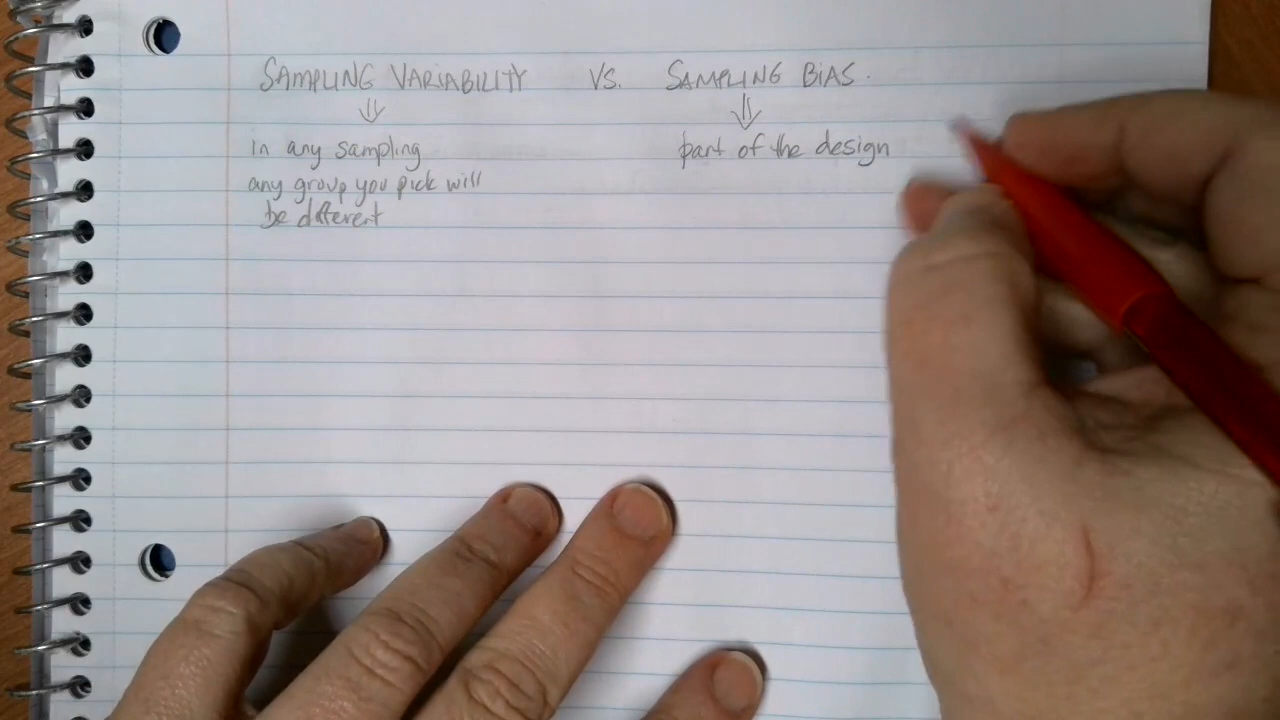 SAMPLING VARIABILITY VS. SAMPLING BIAS.
in any sampling
any group you pick will
be different
part of the design